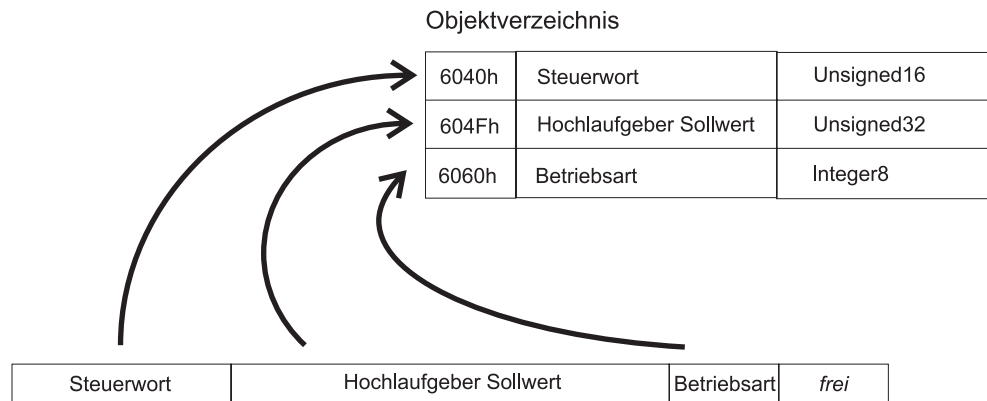 Objektverzeichnis
6040h Steuerwort Unsigned16
604Fh Hochlaufgeber Sollwert Unsigned32
6060h Betriebsart Integer8
Steuerwort Hochlaufgeber Sollwert Betriebsart frei